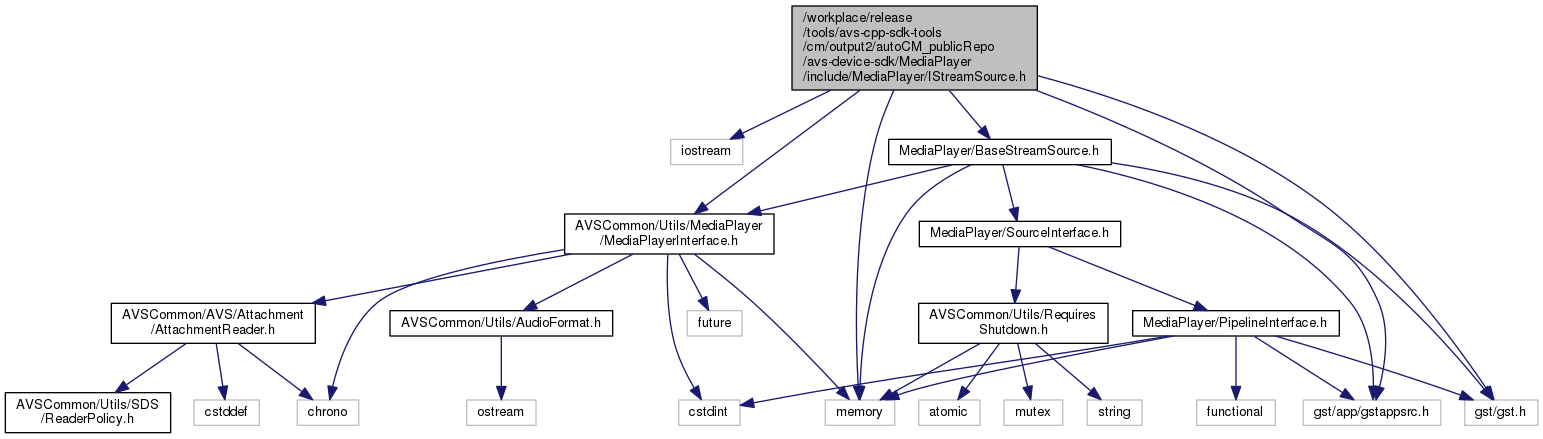 /workplace/release
/tools/avs-cpp-sdk-tools
/cm/output2/autoCM_publicRepo
/avs-device-sdk/MediaPlayer
/include/MediaPlayer/IStreamSource.h
iostream
MediaPlayer/BaseStreamSource.h
AVSCommon/Utils/MediaPlayer
/MediaPlayerInterface.h
MediaPlayer/SourceInterface.h
AVSCommon/AVS/Attachment
/AttachmentReader.h
AVSCommon/Utils/AudioFormat.h
future
AVSCommon/Utils/Requires
Shutdown.h
MediaPlayer/PipelineInterface.h
AVSCommon/Utils/SDS
/ReaderPolicy.h
cstddef
chrono
ostream
cstdint
memory
atomic
mutex
string
functional
gst/app/gstappsrc.h
gst/gst.h